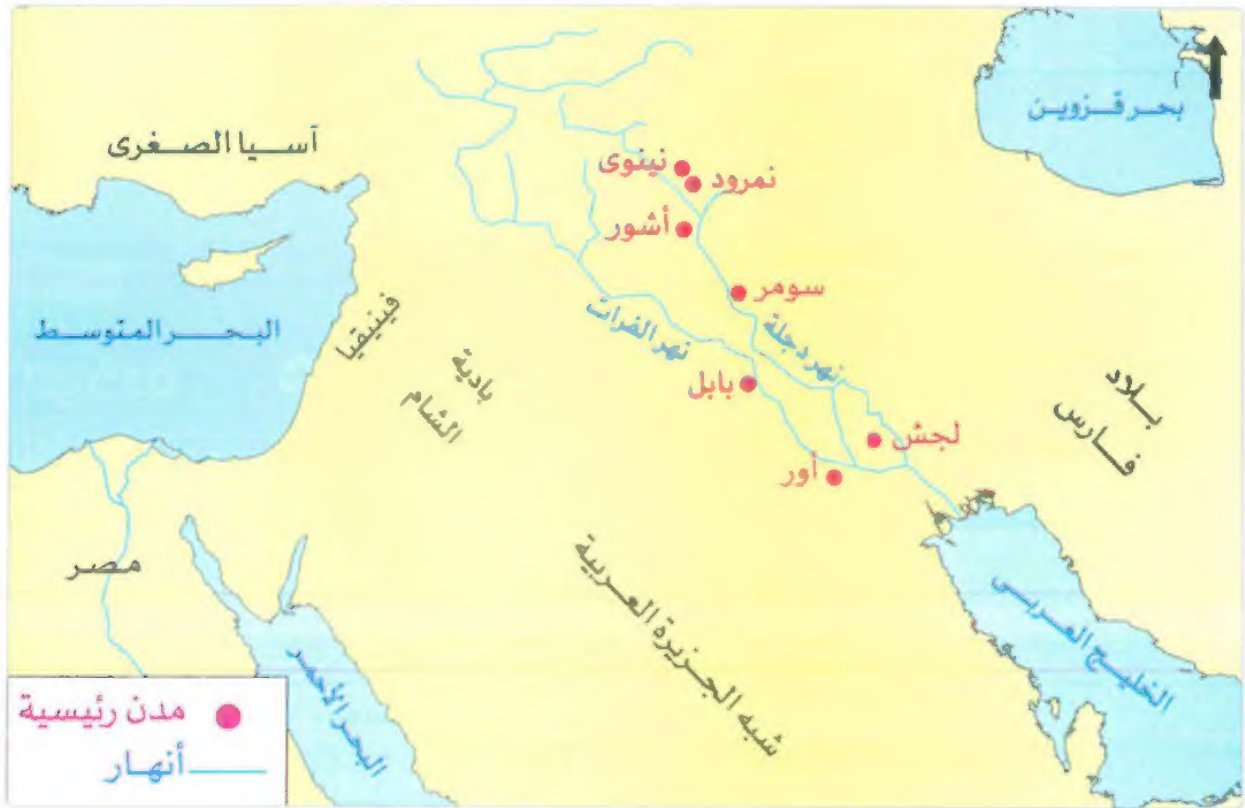 بحر قزوين
آسيا الصغرى
نينوى
نمرود
أشور
سومر
البحر المتوسط
فينيقيا
نهر الفرات
نهر دجلة
بادية
الشام
بابل
بلاد
فارس
لجش
أور
مصر
شبه الجزيرة العربية
الخليج العربي
البحر الأحمر
مدن رئيسية
أنهار